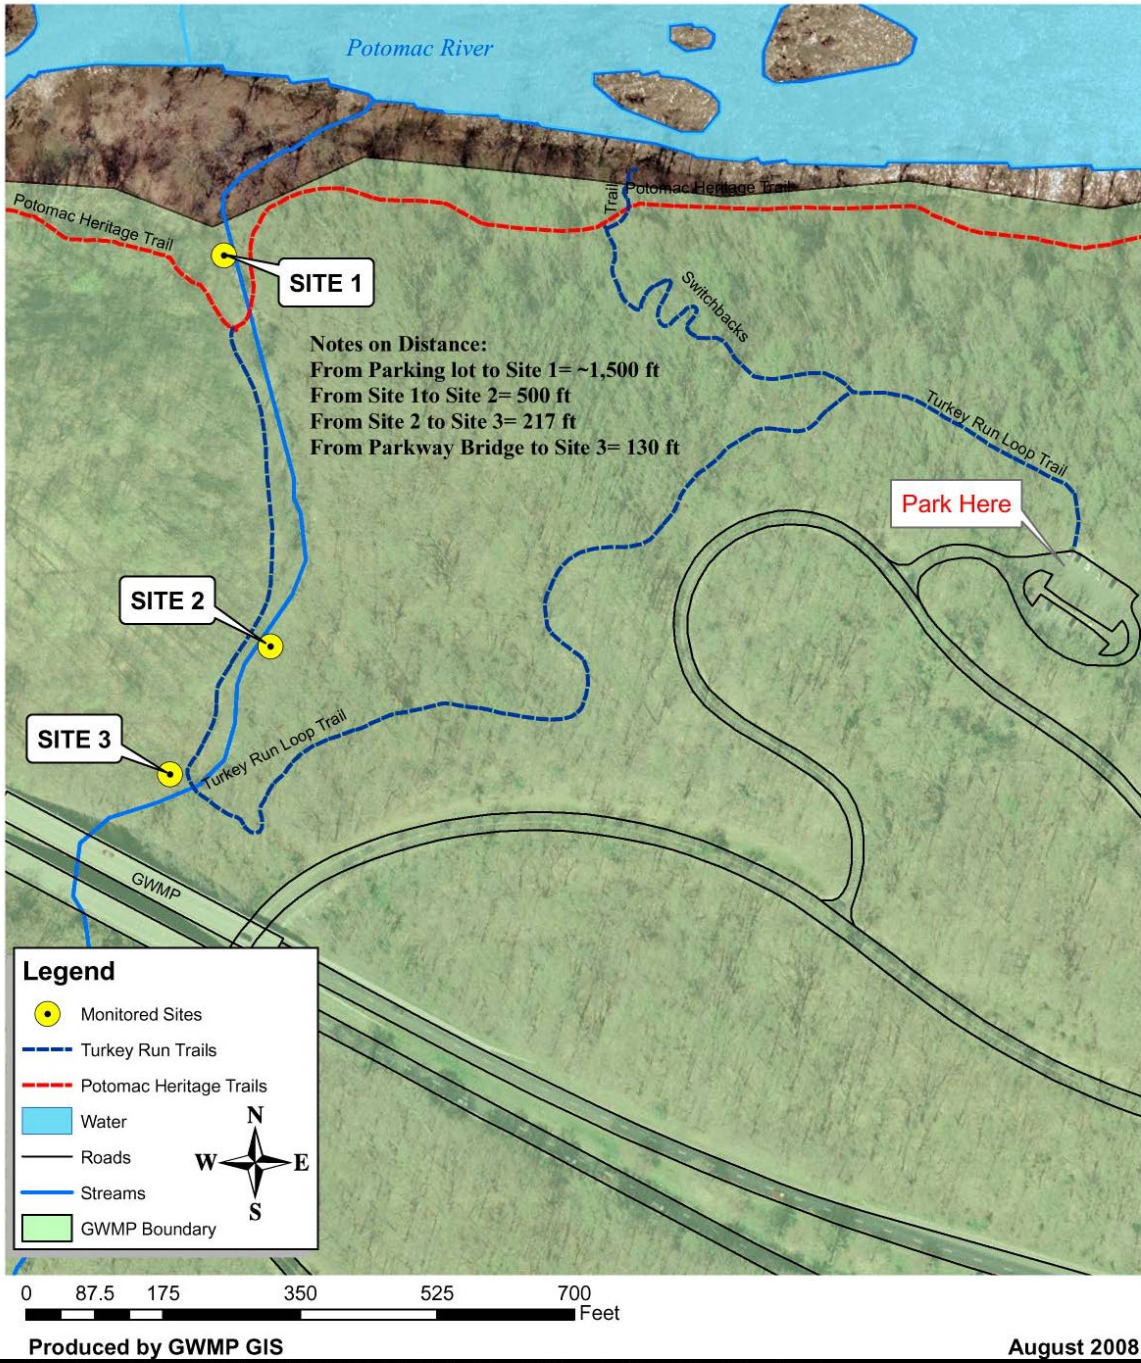 Potomac River
Trail
Potomac Heritage Trail
Potomac Heritage Trail
SITE 1
Switchbacks
Notes on Distance:
From Parking lot to Site 1= ~1,500 ft
From Site 1to Site 2= 500 ft
From Site 2 to Site 3= 217 ft
From Parkway Bridge to Site 3= 130 ft
Turkey Run Loop Trail
Park Here
SITE 2
SITE 3
Turkey Run Loop Trail
GWMP
Legend
Monitored Sites
Turkey Run Trails
Potomac Heritage Trails
Water
Roads
Streams
GWMP Boundary
N
W E
S
0 87.5 175 350 525 700
Feet
Produced by GWMP GIS August 2008